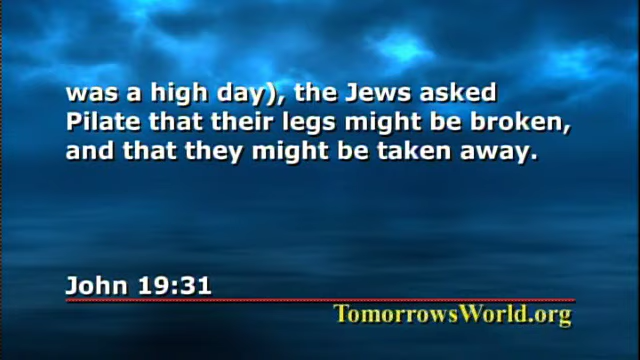 was a high day), the Jews asked
Pilate that their legs might be broken,
and that they might be taken away.
John 19:31
TomorrowsWorld.org